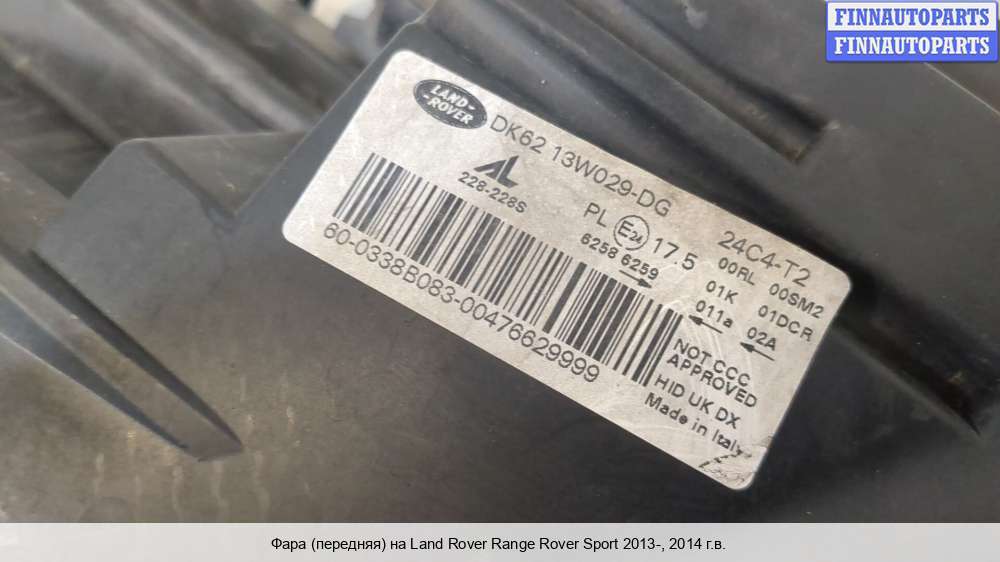 FINNAUTOPARTS
FINNAUTOPARTS
LAND
ROVER
DK62 13W029-DG
AL
228-228S
PL E24 17.5
6258 6259
24C4-T2
00RL 00SM2
01K 01DCR
011a 02A
60-0338B083-00476629999
NOT CCC
APPROVED
HID UK DX
Made in Italy
Фара (передняя) на Land Rover Range Rover Sport 2013-, 2014 г.в.